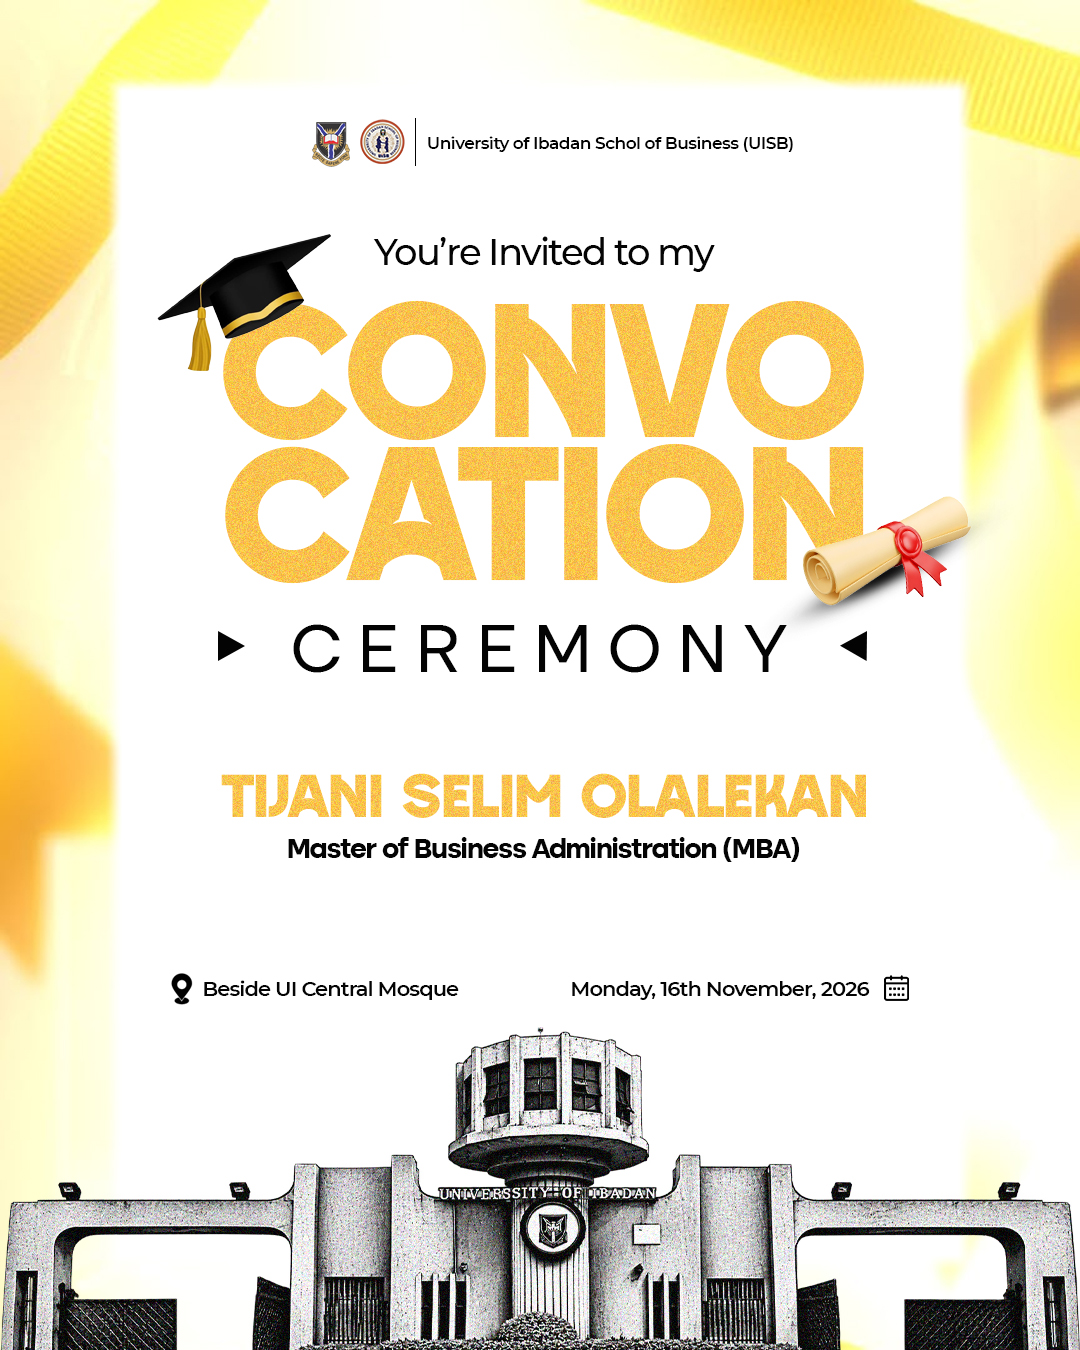 University of Ibadan Schol of Business (UISB)
You're Invited to my
CONVO
CATION
CEREMONY
TIJANI SELIM OLALEKAN
Master of Business Administration (MBA)
Beside UI Central Mosque
Monday, 16th November, 2026
UNIVERSSITY OF IBADAN